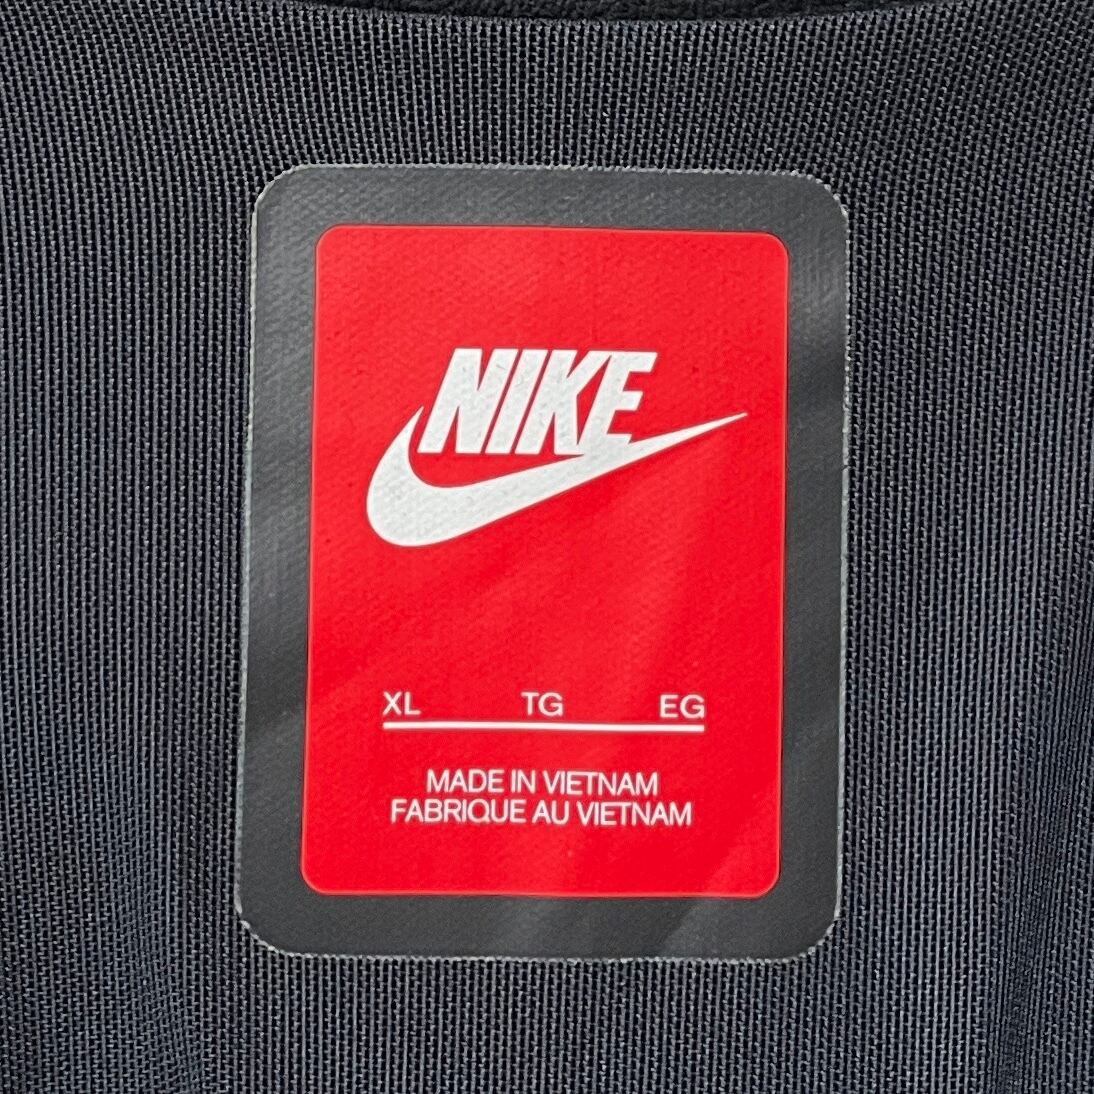 NIKE
XL TG EG
MADE IN VIETNAM
FABRIQUE AU VIETNAM